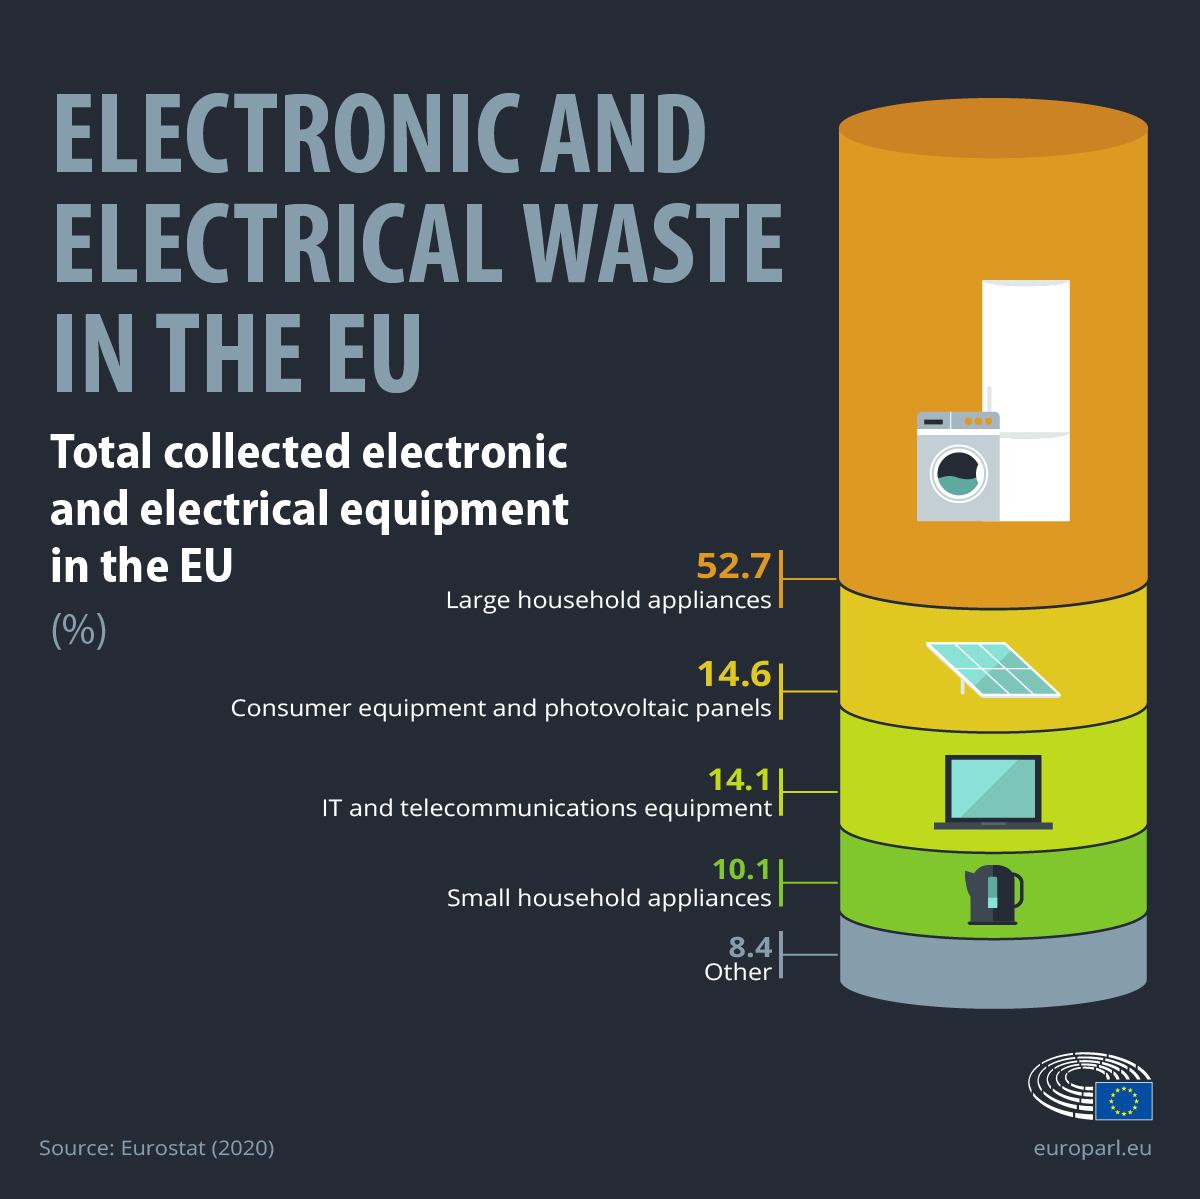 ELECTRONIC AND
ELECTRICAL WASTE
IN THE EU
Total collected electronic
and electrical equipment
in the EU
(%)
52.7
Large household appliances
14.6
Consumer equipment and photovoltaic panels
14.1
IT and telecommunications equipment
10.1
Small household appliances
8.4
Other
Source: Eurostat (2020)
europarl.eu